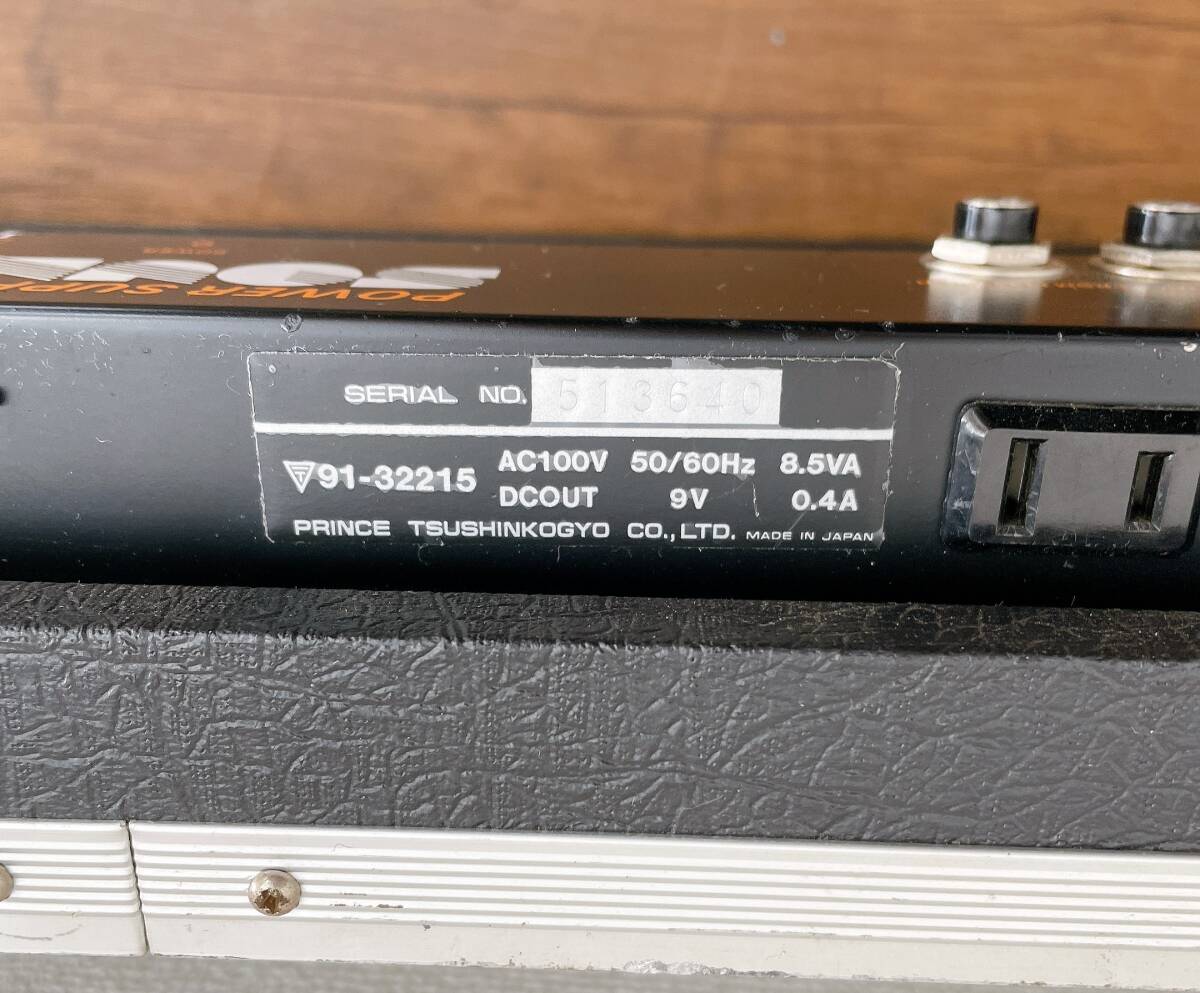 POWER SUPP
SERIAL NO. 513640
91-32215
AC100V 50/60Hz 8.5VA
DCOUT 9V 0.4A
PRINCE TSUSHINKOGYO CO., LTD. MADE IN JAPAN